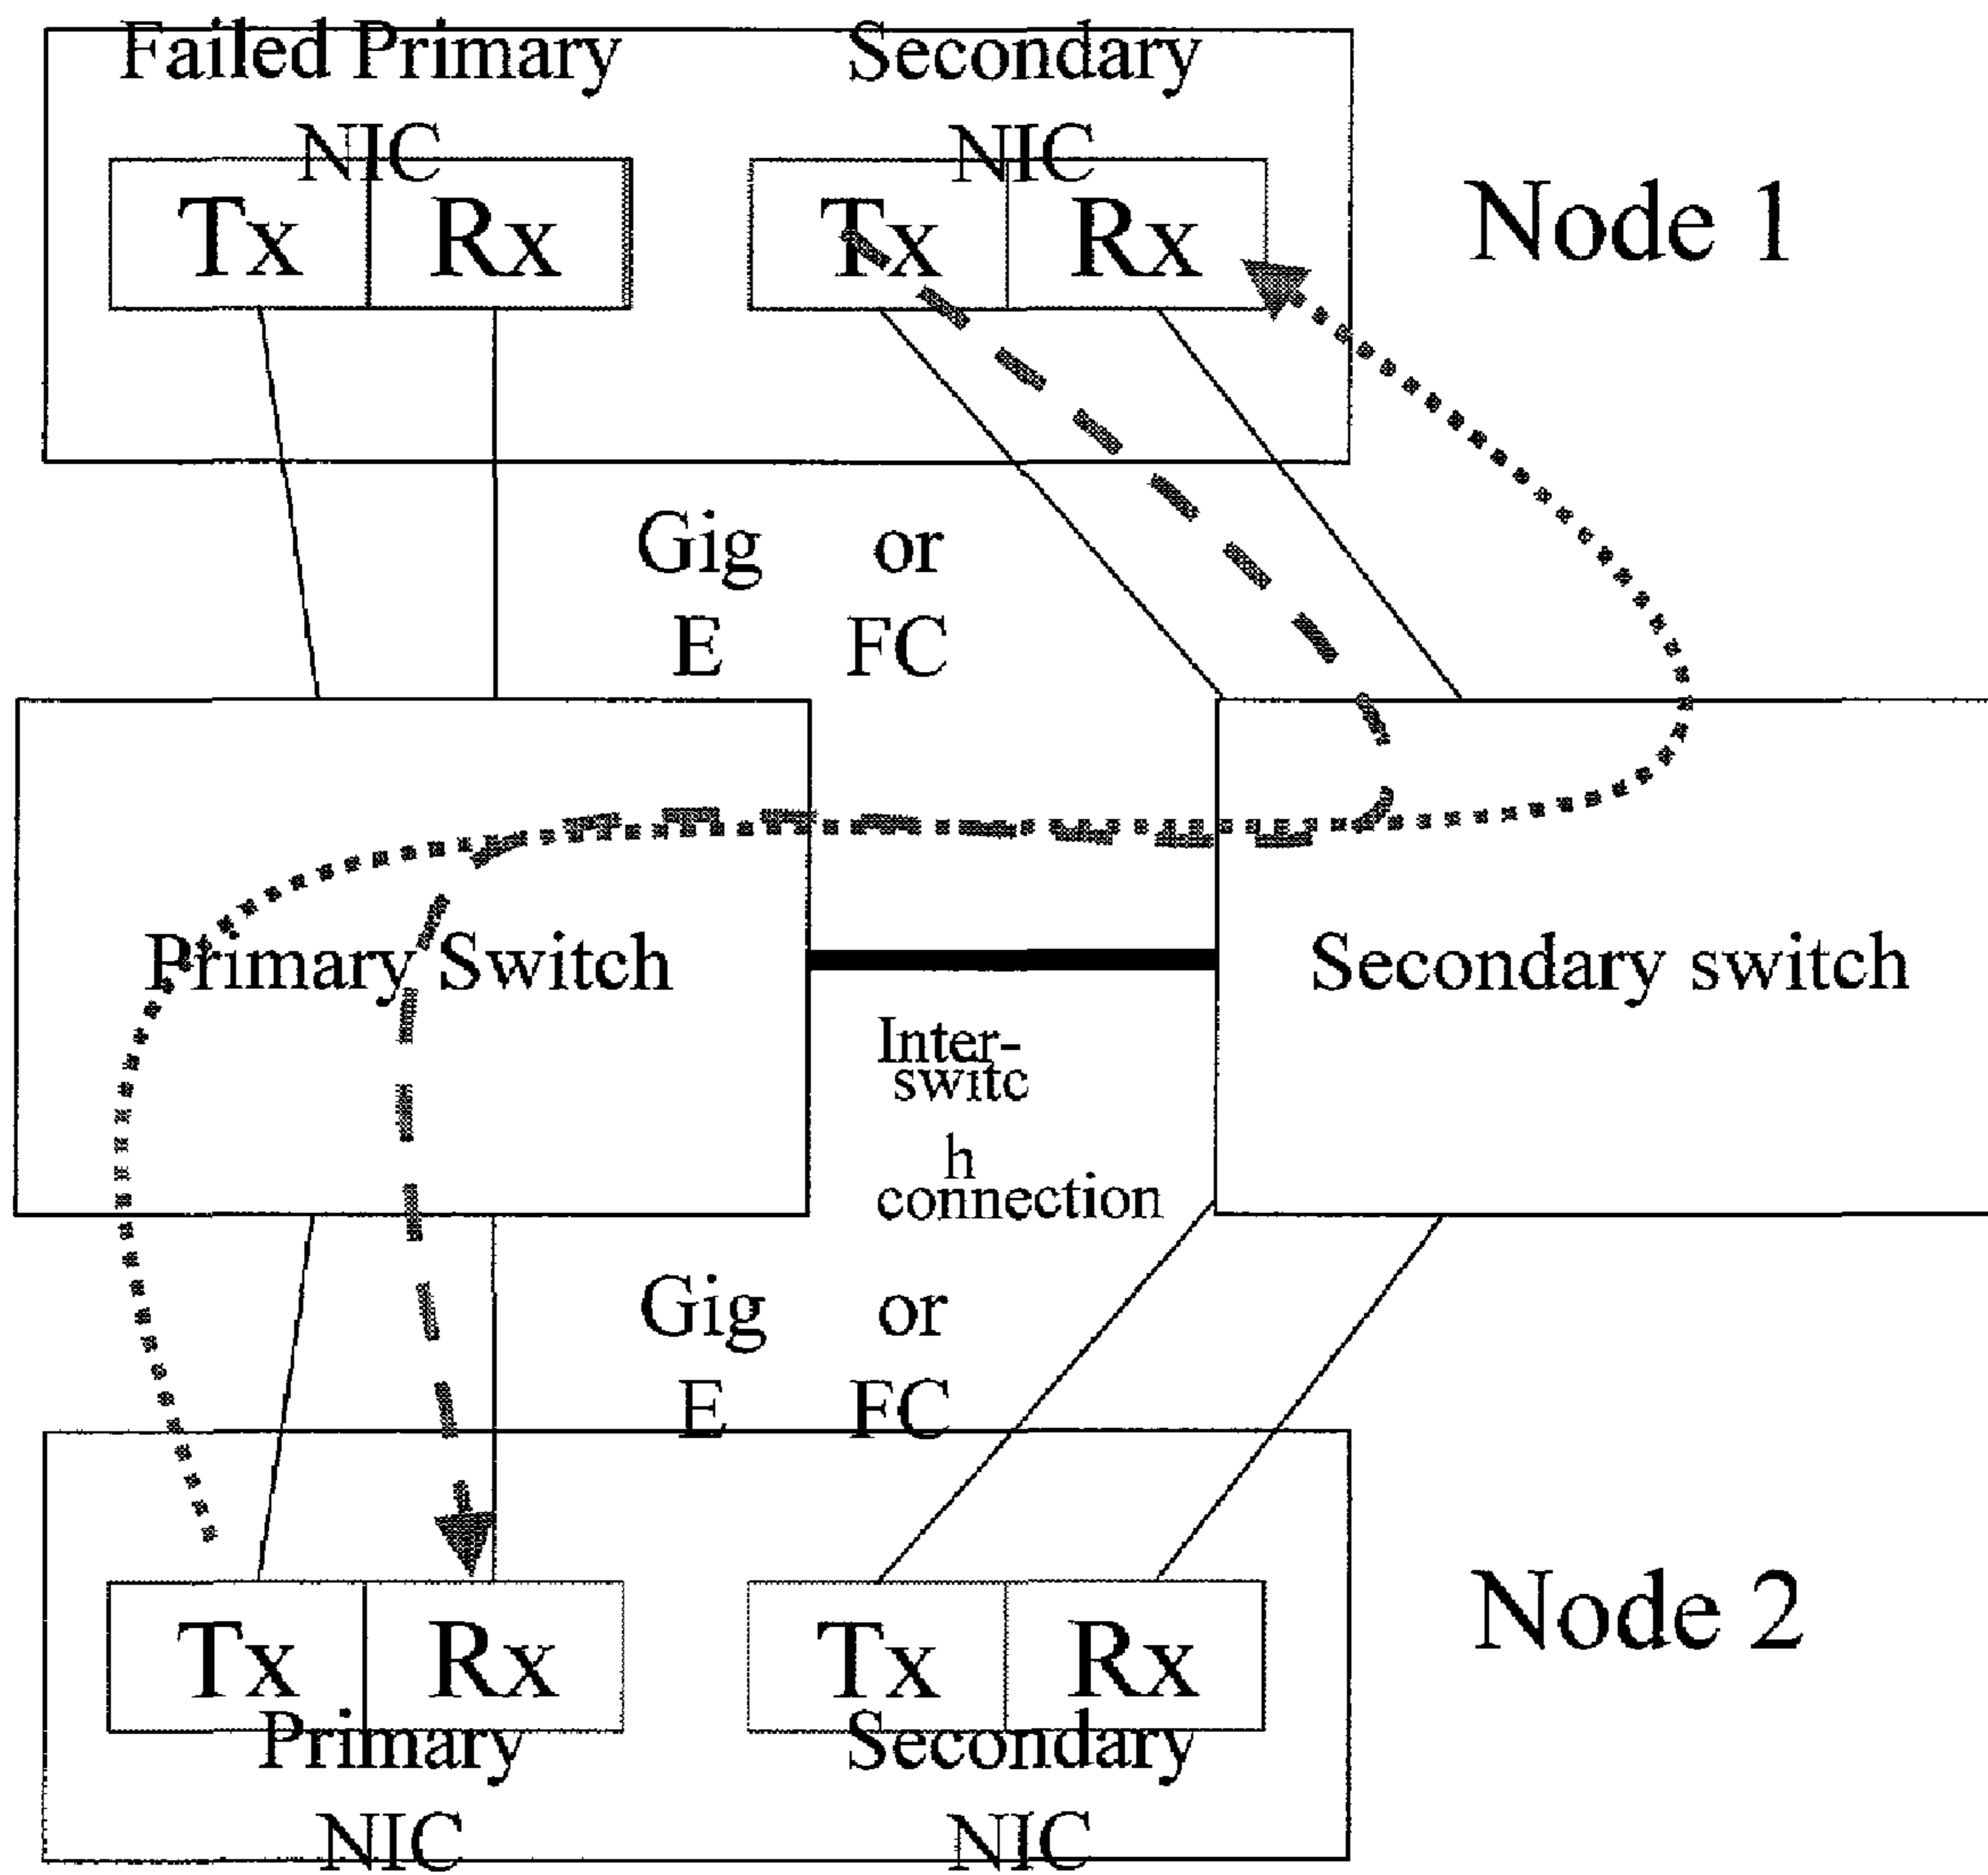 Failed Primary
NIC
Secondary
NIC
Tx
Rx
Tx
Rx
Node 1
Gig
E
or
FC
Primary Switch
Secondary switch
Inter-
switc
h
connection
Gig
E
or
FC
Tx
Rx
Tx
Rx
Node 2
Primary
NIC
Secondary
NIC